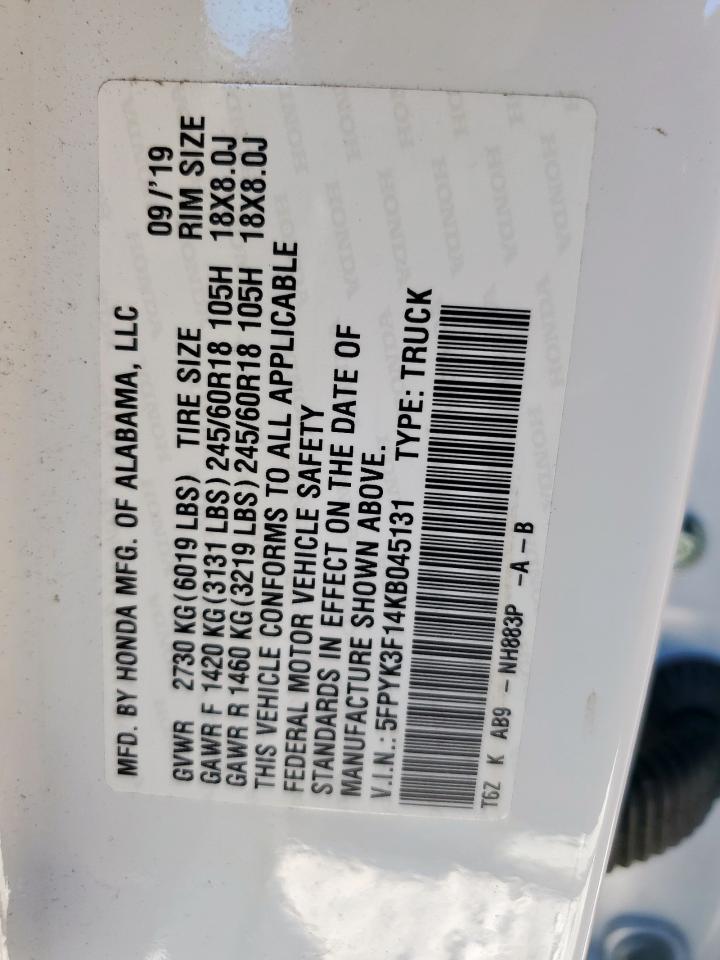 MFD. BY HONDA MFG. OF ALABAMA, LLC 09/'19
GVWR 2730 KG(6019 LBS) TIRE SIZE RIM SIZE
GAWR F 1420 KG(3131 LBS)245/60R18 105H 18X8.0J
GAWR R 1460 KG(3219 LBS)245/60R18 105H 18X8.0J
THIS VEHICLE CONFORMS TO ALL APPLICABLE
FEDERAL MOTOR VEHICLE SAFETY
STANDARDS IN EFFECT ON THE DATE OF
MANUFACTURE SHOWN ABOVE.
V.I.N.: 5FPYK3F14KB045131 TYPE: TRUCK
T6Z K AB9 - NH883P -A-B